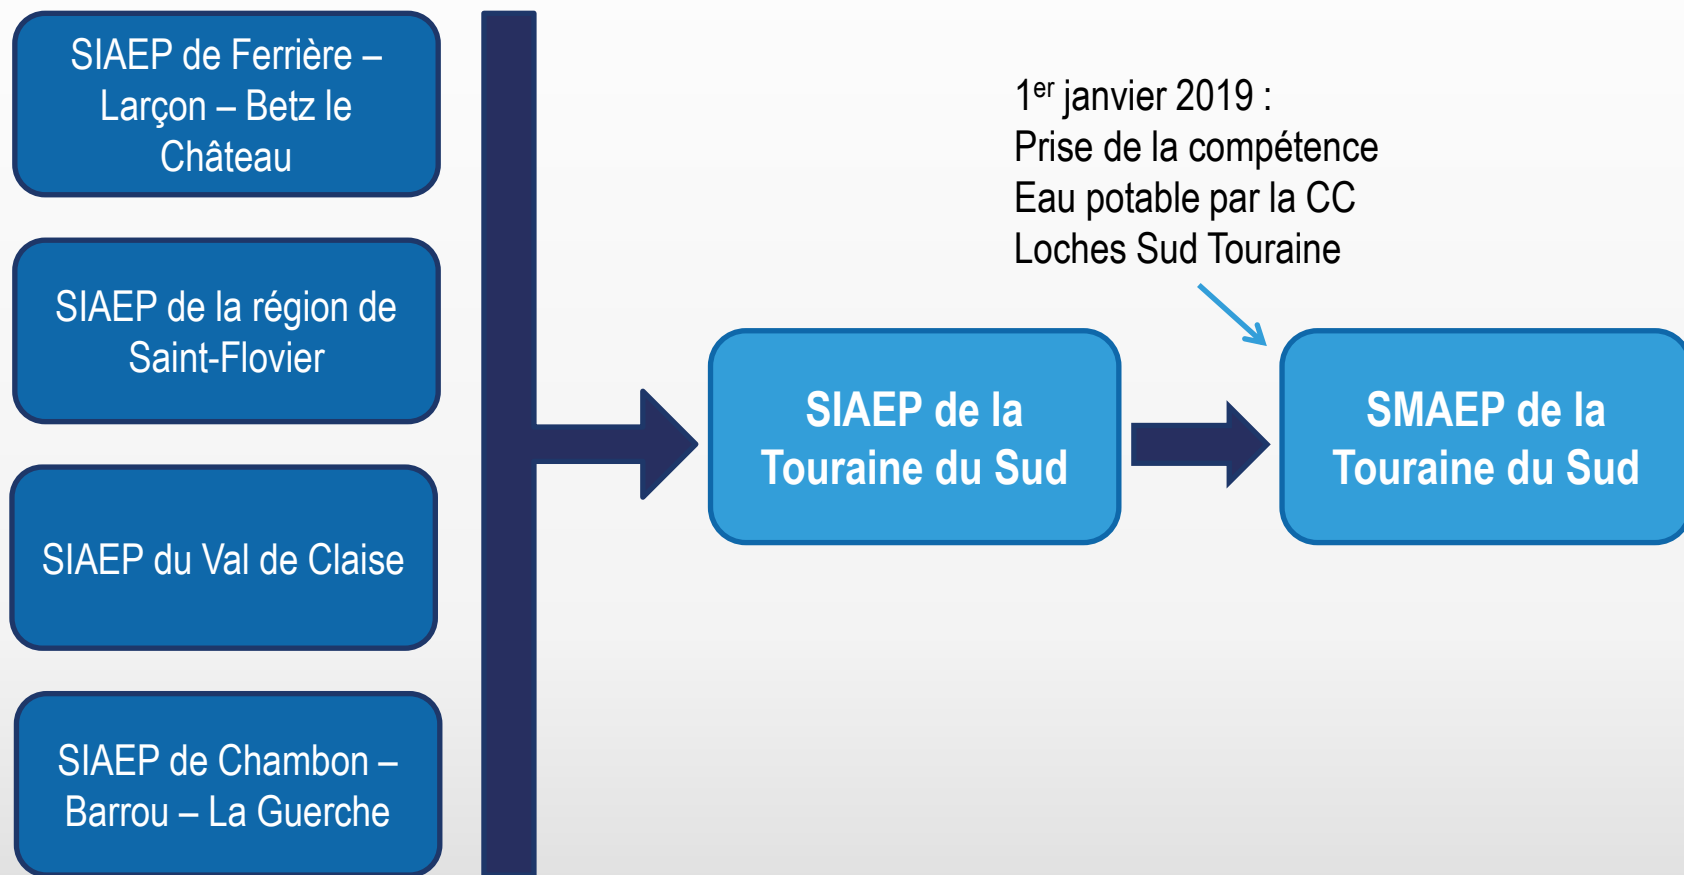 SIAEP de Ferrière –
Larçon – Betz le
Château
SIAEP de la région de
Saint-Flovier
SIAEP du Val de Claise
SIAEP de Chambon –
Barrou – La Guerche
1er janvier 2019 :
Prise de la compétence
Eau potable par la CC
Loches Sud Touraine
SIAEP de la
Touraine du Sud
SMAEP de la
Touraine du Sud